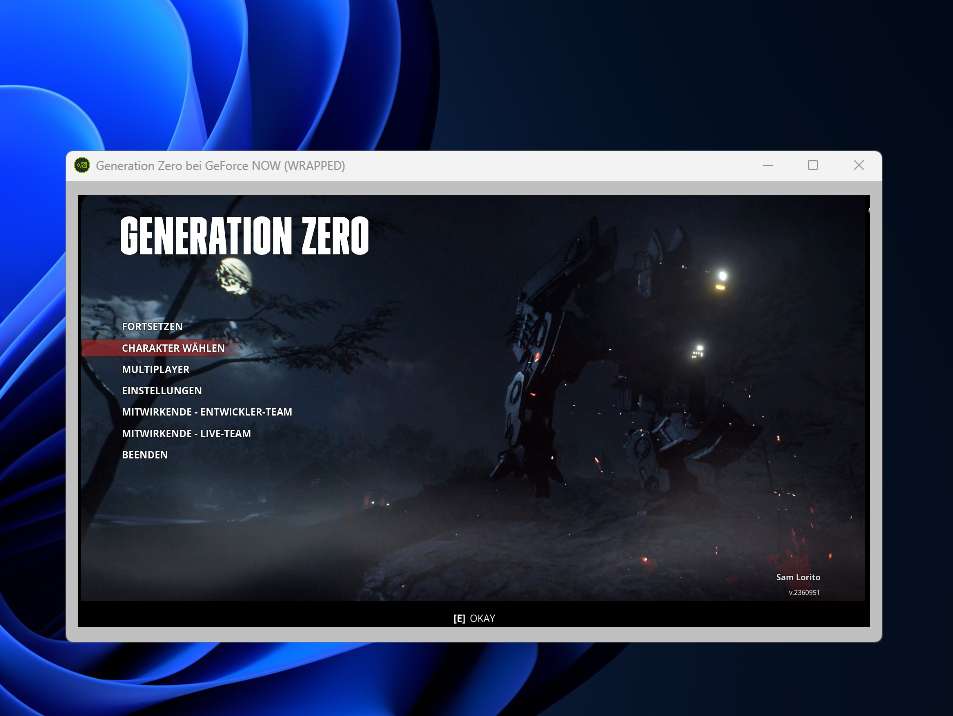 Generation Zero bei GeForce NOW (WRAPPED)
GENERATION ZERO
FORTSETZEN
CHARAKTER WÄHLEN
MULTIPLAYER
EINSTELLUNGEN
MITWIRKENDE - ENTWICKLER-TEAM
MITWIRKENDE - LIVE-TEAM
BEENDEN
Sam Lorito
v.2360951
[E] OKAY